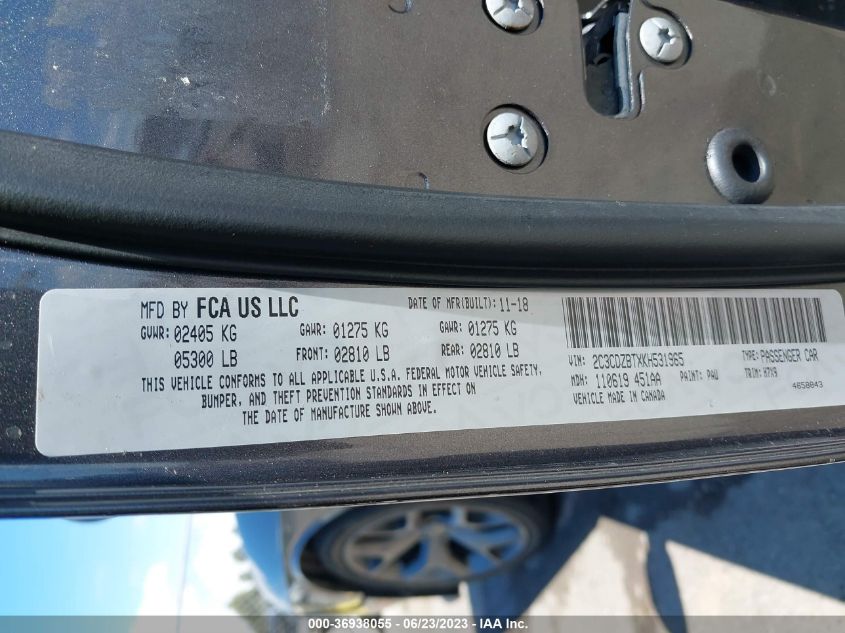 MFD BY FCA US LLC DATE OF MFR(BUILT): 11-18
GVWR: 02405 KG GAWR: 01275 KG GAWR: 01275 KG
05300 LB FRONT: 02810 LB REAR: 02810 LB
THIS VEHICLE CONFORMS TO ALL APPLICABLE U.S.A. FEDERAL MOTOR VEHICLE SAFETY,
BUMPER, AND THEFT PREVENTION STANDARDS IN EFFECT ON
THE DATE OF MANUFACTURE SHOWN ABOVE.
VIN: 2C3CDZBTXKH531985 TYPE: PASSENGER CAR
MDH: 110619 451AA PAINT: PAU TRIM: H7X9
VEHICLE MADE IN CANADA 4658843
000-36938055 - 06/23/2023 - IAA Inc.